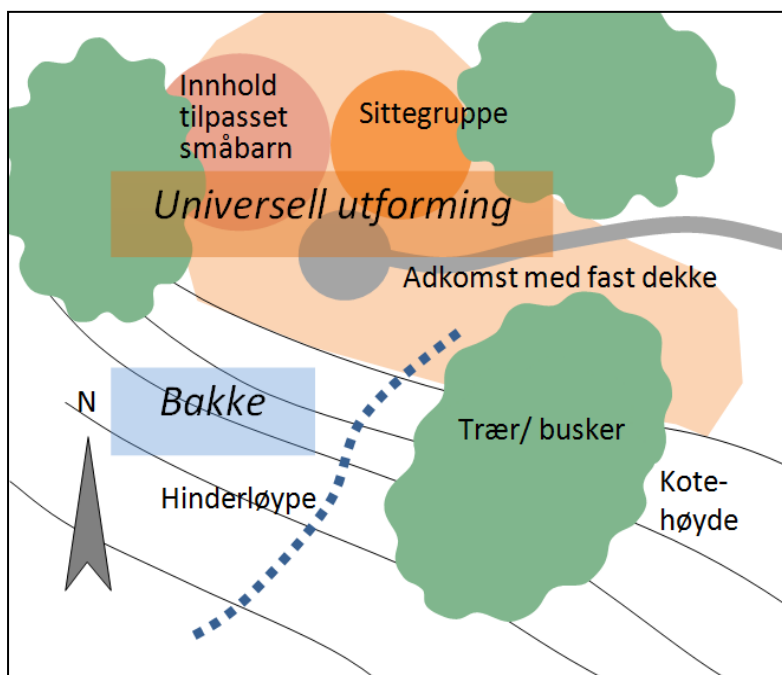 Innhold
tilpasset
småbarn
Sittegruppe
Universell utforming
Adkomst med fast dekke
Bakke
N
Trær/ busker
Hinderløype
Kote-
høyde